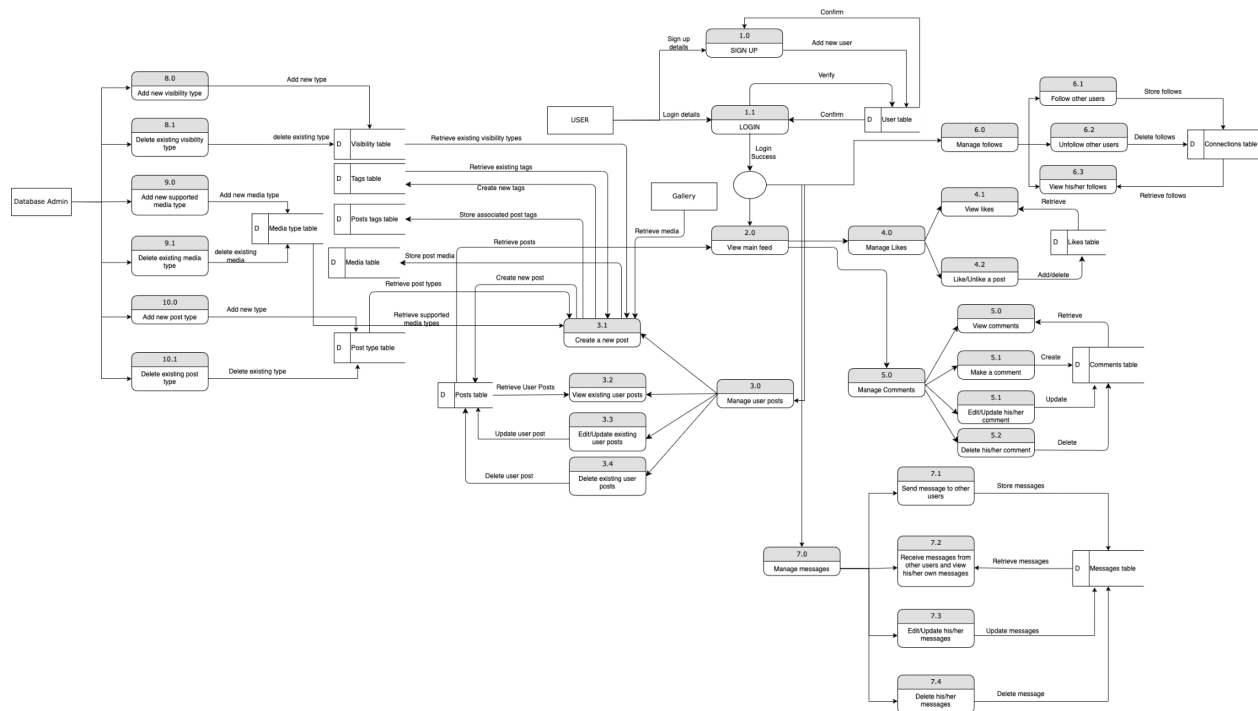 Confirm
1.0
SIGN UP
Sign up
details
Add new user
Verify
USER
Login details
1.1
LOGIN
Confirm
D
User table
Login
Success
8.0
Add new visibility type
Add new type
8.1
Delete existing visibility
type
delete existing type
D
Visibility table
Retrieve existing visibility types
D
Tags table
Retrieve existing tags
Create new tags
Database Admin
9.0
Add new supported
media type
Add new media type
D
Media type table
D
Posts tags table
Store associated post tags
9.1
Delete existing media
type
delete existing
media
D
Media table
Store post media
Retrieve posts
Create new post
Retrieve post types
Retrieve supported
media types
10.0
Add new post type
Add new type
D
Post type table
10.1
Delete existing post
type
Delete existing type
Gallery
Retrieve media
2.0
View main feed
3.1
Create a new post
3.0
Manage user posts
D
Posts table
Retrieve User Posts
3.2
View existing user posts
Update user post
3.3
Edit/Update existing
user posts
Delete user post
3.4
Delete existing user
posts
6.0
Manage follows
6.1
Follow other users
Store follows
6.2
Unfollow other users
Delete follows
D
Connections table
6.3
View his/her follows
Retrieve follows
4.0
Manage Likes
4.1
View likes
Retrieve
D
Likes table
4.2
Like/Unlike a post
Add/delete
5.0
Manage Comments
5.0
View comments
Retrieve
5.1
Make a comment
Create
D
Comments table
5.1
Edit/Update his/her
comment
Update
5.2
Delete his/her comment
Delete
7.0
Manage messages
7.1
Send message to other
users
Store messages
7.2
Receive messages from
other users and view
his/her own messages
Retrieve messages
D
Messages table
7.3
Edit/Update his/her
messages
Update messages
7.4
Delete his/her
messages
Delete message